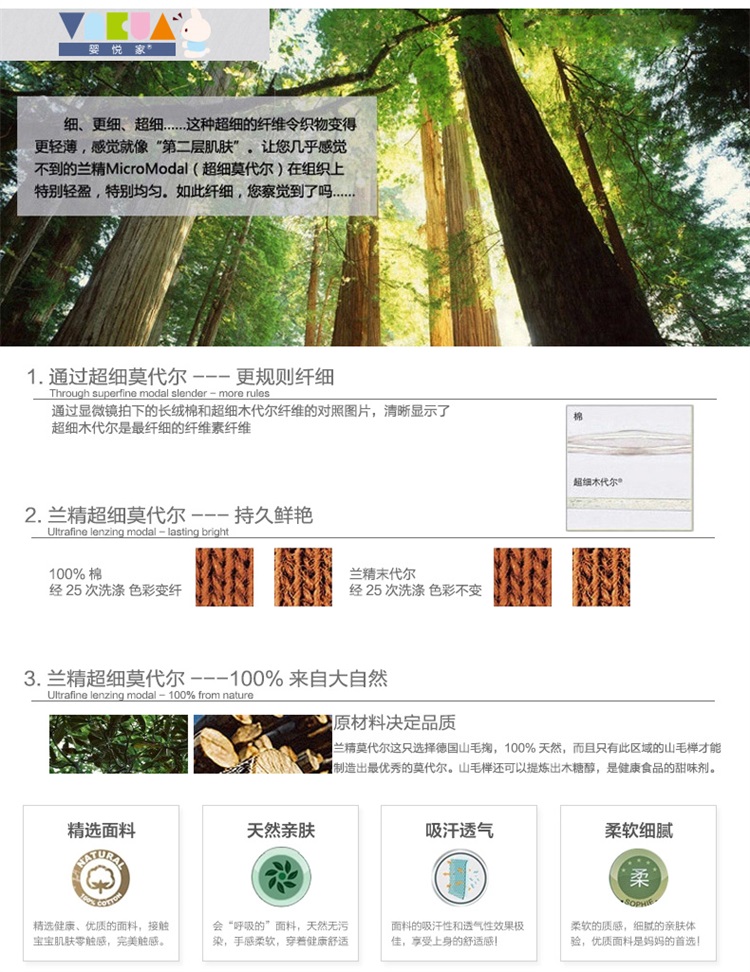 VAKUA
婴悦家®
细、更细、超细......这种超细的纤维令织物变得
更轻薄，感觉就像“第二层肌肤”。让您几乎感觉
不到的兰精MicroModal（超细莫代尔）在组织上
特别轻盈，特别均匀。如此纤细，您察觉到了吗......
1. 通过超细莫代尔 --- 更规则纤细
Through superfine modal slender - more rules
通过显微镜拍下的长绒棉和超细木代尔纤维的对照图片，清晰显示了
超细木代尔是最纤细的纤维素纤维
棉
超细木代尔®
2. 兰精超细莫代尔 --- 持久鲜艳
Ultrafine lenzing modal - lasting bright
100% 棉
经 25 次洗涤 色彩变纤
兰精末代尔
经 25 次洗涤 色彩不变
3. 兰精超细莫代尔 ---100% 来自大自然
Ultrafine lenzing modal - 100% from nature
原材料决定品质
兰精莫代尔这只选择德国山毛掬，100% 天然，而且只有此区域的山毛榉才能
制造出最优秀的莫代尔。山毛榉还可以提炼出木糖醇，是健康食品的甜味剂。
精选面料
NATURAL
100% COTTON
精选健康、优质的面料，接触
宝宝肌肤零触感，完美触感。
天然亲肤
会“呼吸的”面料，天然无污
染，手感柔软，穿着健康舒适
吸汗透气
面料的吸汗性和透气性效果极
佳，享受上身的舒适感！
柔软细腻
柔
SOPHIE
柔软的质感，细腻的亲肤体
验，优质面料是妈妈的首选！